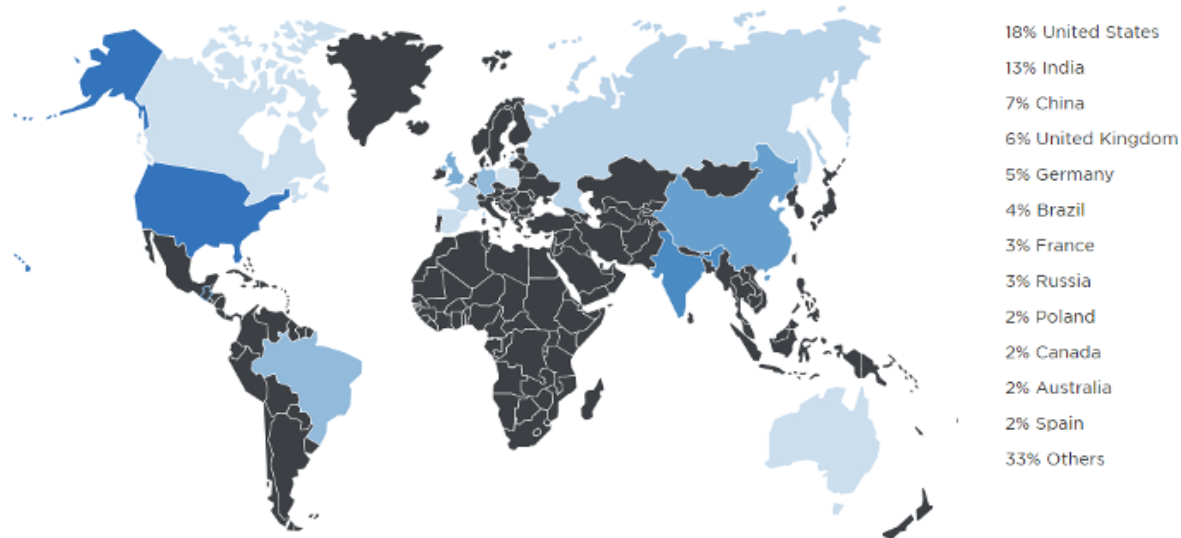 18% United States
13% India
7% China
6% United Kingdom
5% Germany
4% Brazil
3% France
3% Russia
2% Poland
2% Canada
2% Australia
2% Spain
33% Others